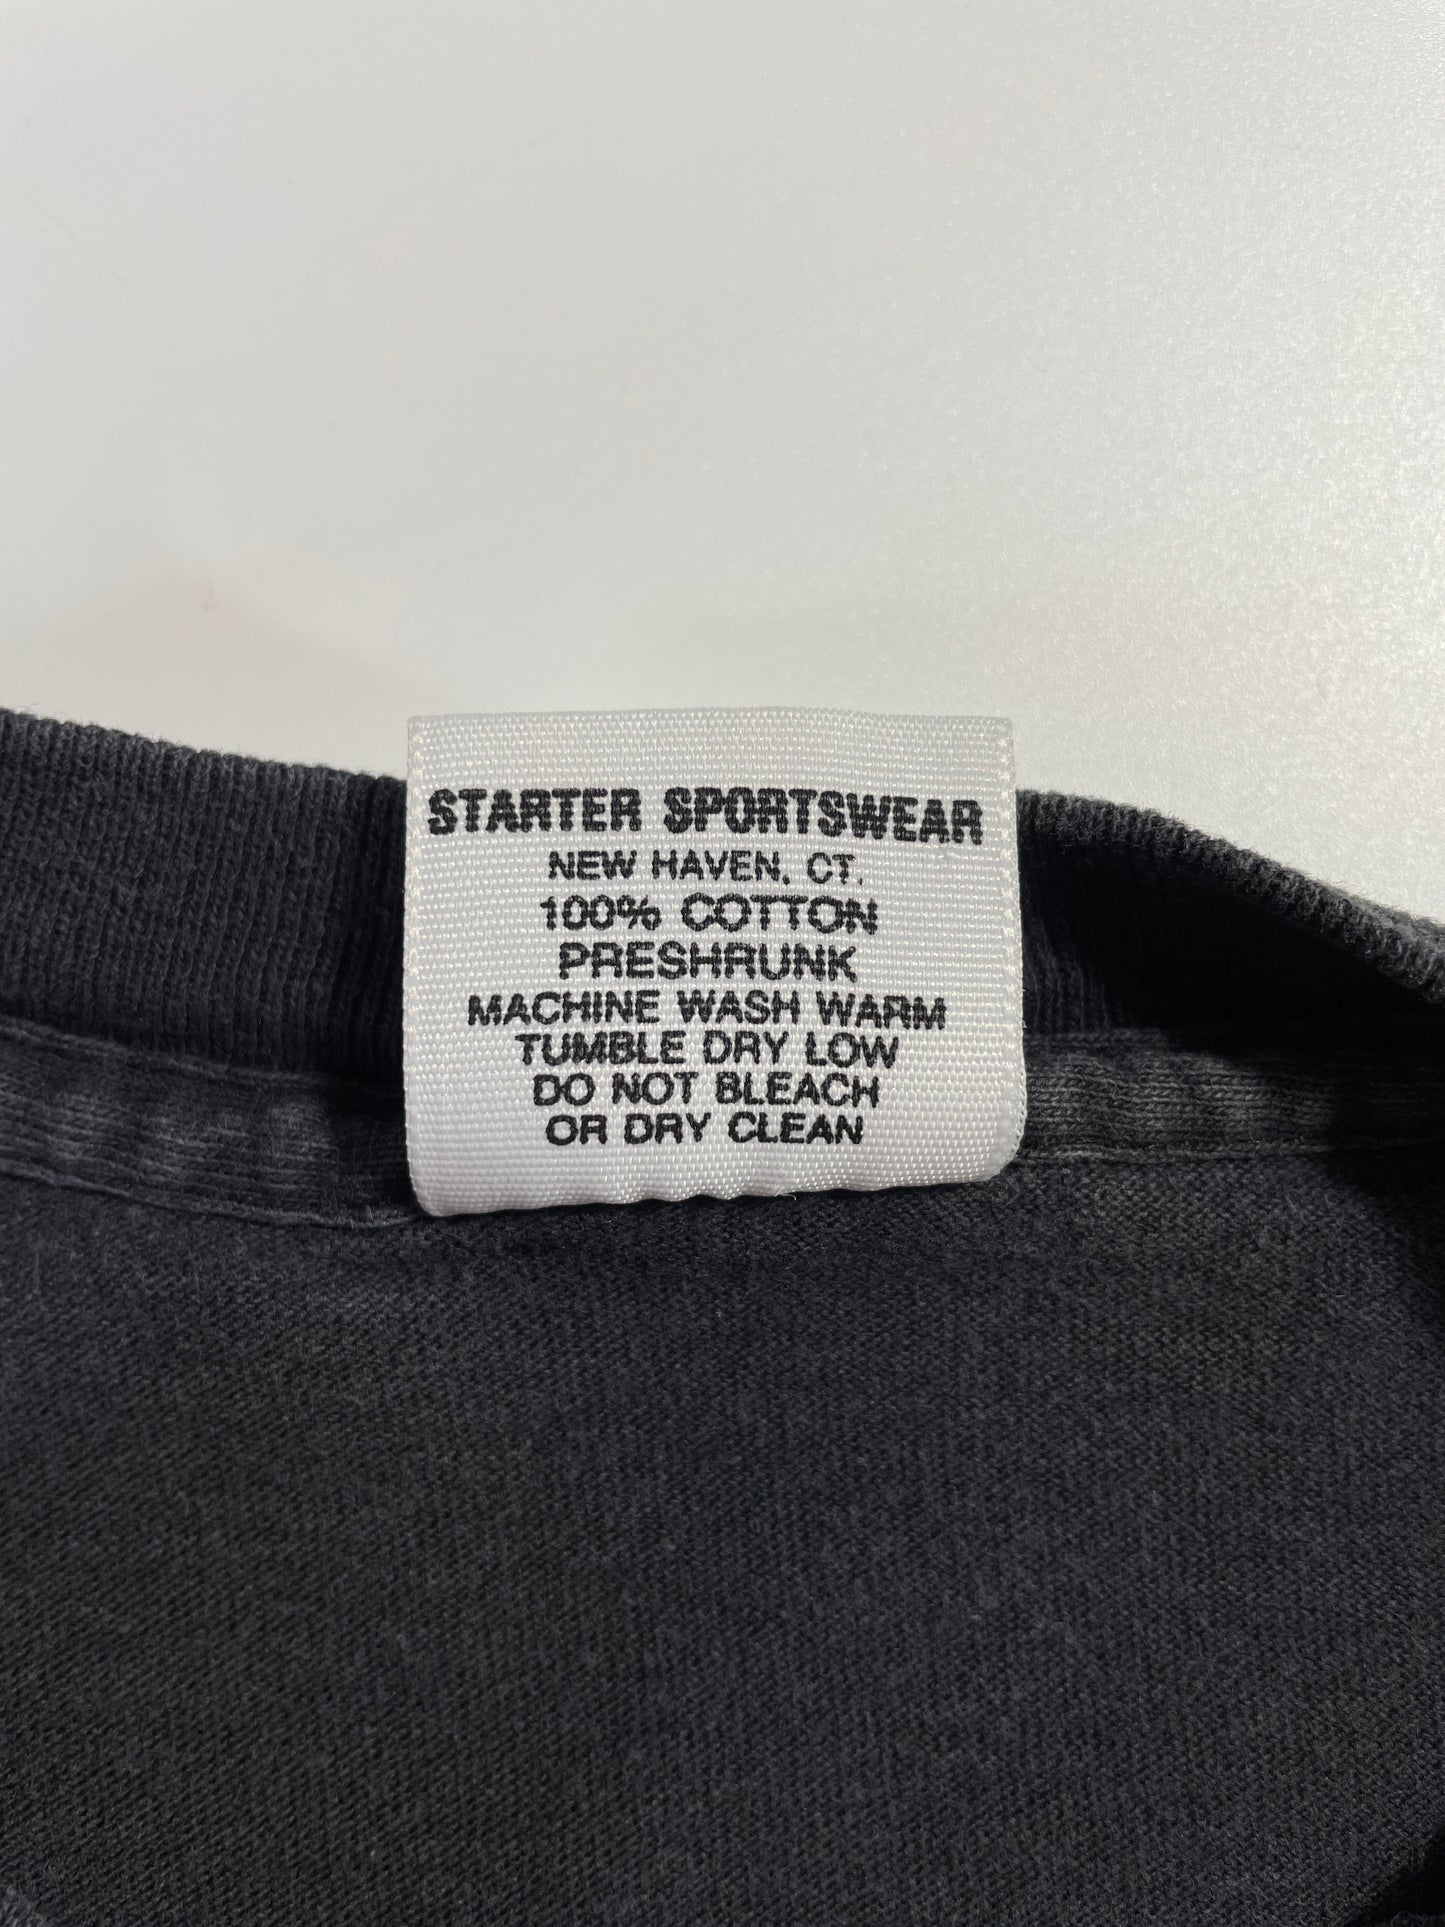 STARTER SPORTSWEAR
NEW HAVEN, CT.
100% COTTON
PRESHRUNK
MACHINE WASH WARM
TUMBLE DRY LOW
DO NOT BLEACH
OR DRY CLEAN